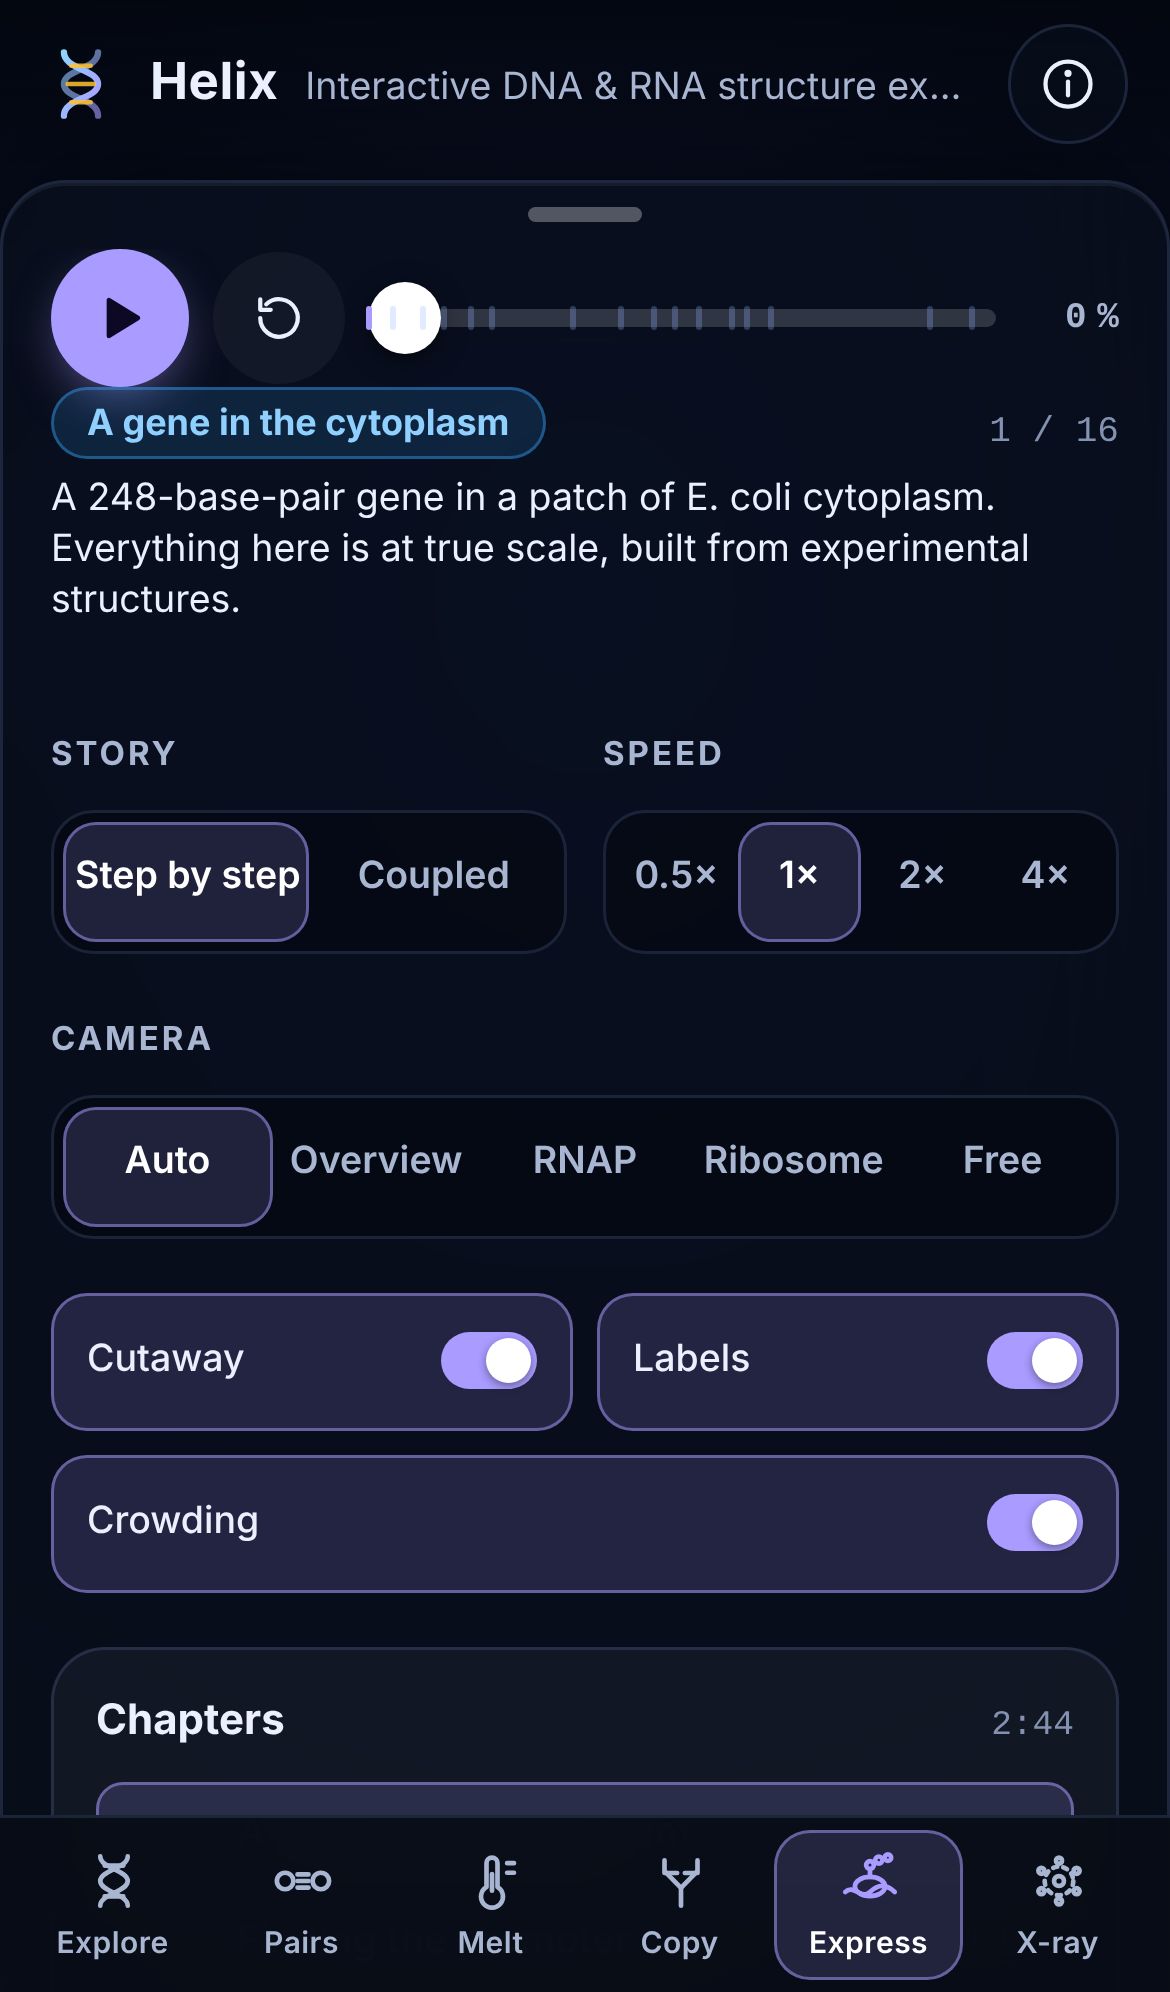 Helix Interactive DNA & RNA structure ex...
0 %
A gene in the cytoplasm
1 / 16
A 248-base-pair gene in a patch of E. coli cytoplasm.
Everything here is at true scale, built from experimental
structures.
STORY
SPEED
Step by step Coupled
0.5× 1× 2× 4×
CAMERA
Auto Overview RNAP Ribosome Free
Cutaway
Labels
Crowding
Chapters 2:44
Explore Pairs Melt Copy Express X-ray